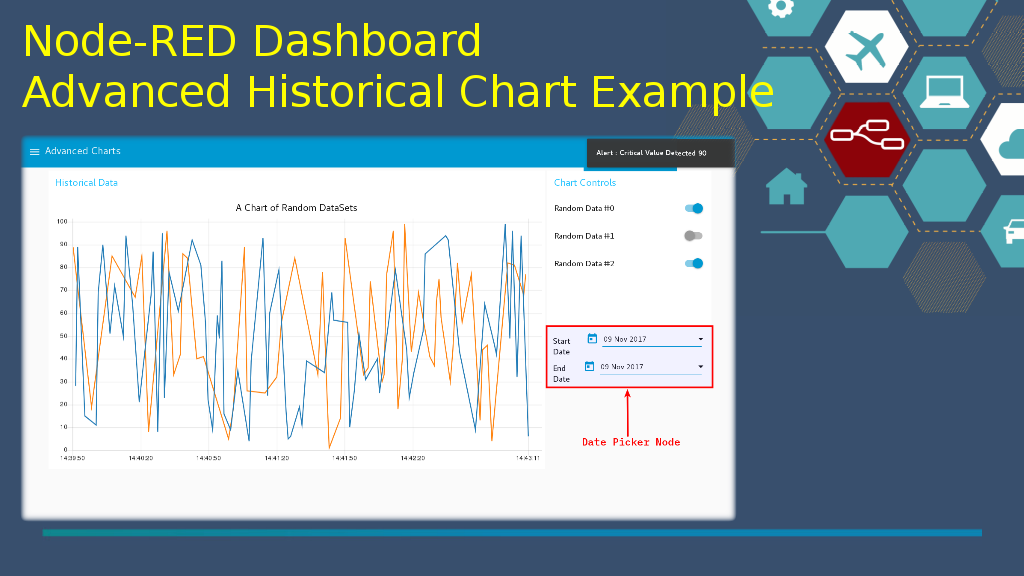 Node-RED Dashboard
Advanced Historical Chart Example
Advanced Charts
Alert : Critical Value Detected 90
Historical Data
Chart Controls
A Chart of Random DataSets
Random Data #0
Random Data #1
Random Data #2
100
90
80
70
60
50
40
30
20
10
0
14:39:50
14:40:20
14:40:50
14:41:20
14:41:50
14:42:20
14:43:11
Start
Date
09 Nov 2017
End
Date
09 Nov 2017
Date Picker Node